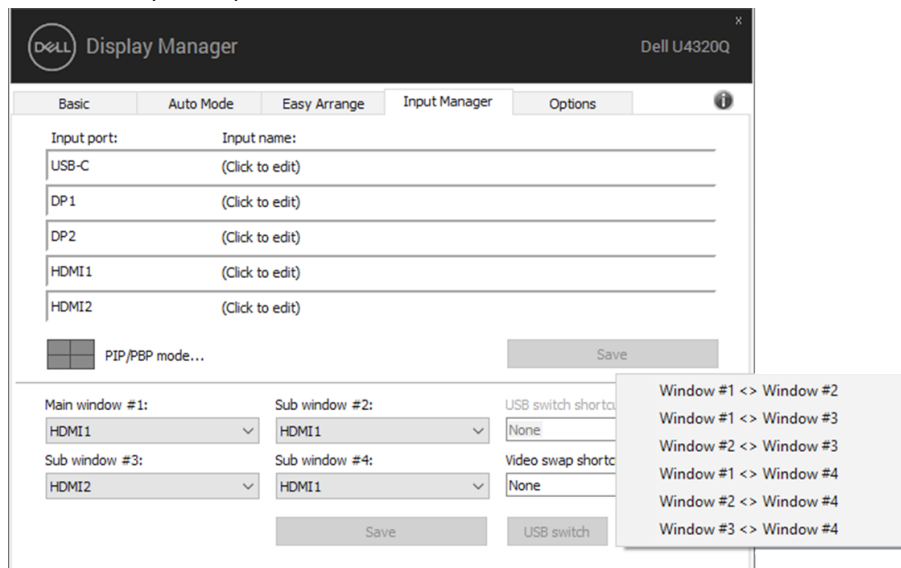 x
DELL Display Manager Dell U4320Q
Basic Auto Mode Easy Arrange Input Manager Options
Input port: Input name:
USB-C (Click to edit)
DP1 (Click to edit)
DP2 (Click to edit)
HDMI1 (Click to edit)
HDMI2 (Click to edit)
PIP/PBP mode... Save
Main window #1: Sub window #2: USB switch
HDMI1 HDMI1 None
Sub window #3: Sub window #4: Video swap
HDMI2 HDMI1 None
Save USB switch
Window #1 <> Window #2
Window #1 <> Window #3
Window #2 <> Window #3
Window #1 <> Window #4
Window #2 <> Window #4
Window #3 <> Window #4